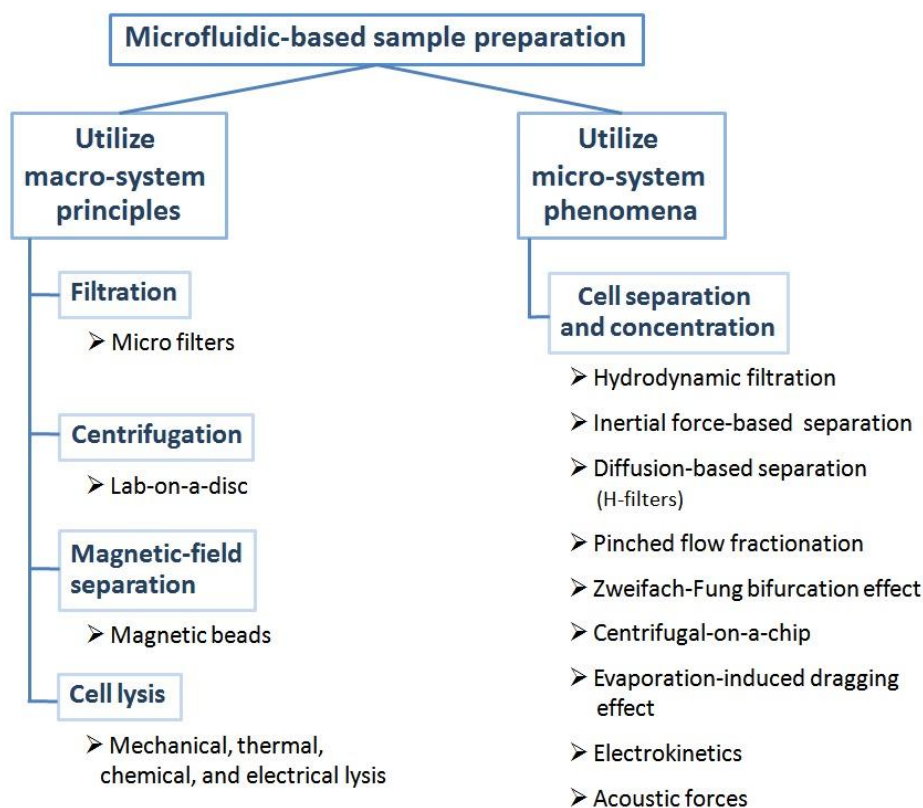 Microfluidic-based sample preparation
Utilize
macro-system
principles
Filtration
➢ Micro filters
Centrifugation
➢ Lab-on-a-disc
Magnetic-field
separation
➢ Magnetic beads
Cell lysis
➢ Mechanical, thermal,
chemical, and electrical lysis
Utilize
micro-system
phenomena
Cell separation
and concentration
➢ Hydrodynamic filtration
➢ Inertial force-based separation
➢ Diffusion-based separation
(H-filters)
➢ Pinched flow fractionation
➢ Zweifach-Fung bifurcation effect
➢ Centrifugal-on-a-chip
➢ Evaporation-induced dragging
effect
➢ Electrokinetics
➢ Acoustic forces